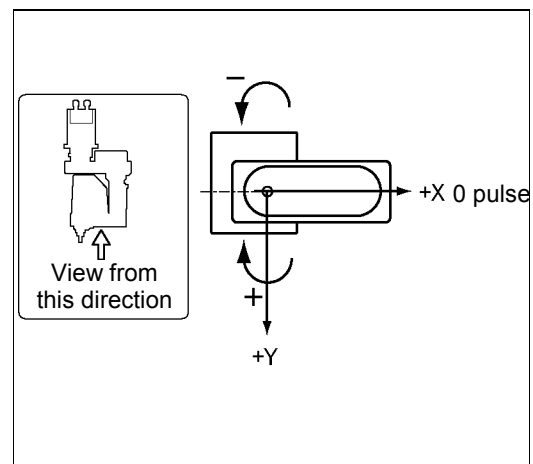 −
View from
this direction
+X 0 pulse
+
+Y